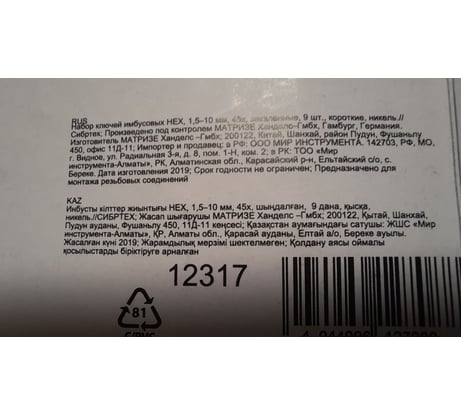 RUS
Набор ключей имбусовых HEX, 1,5–10 мм, 45х, закаленные, 9 шт., короткие, никель.//
Сибртех; Произведено под контролем МАТРИЗЕ Хандельс–Гмбх, Гамбург, Германия.
Изготовитель МАТРИЗЕ Хандельс –Гмбх; 200122, Китай, Шанхай, район Пудун, Фушаньлу
450, офис 11Д-11; Импортер и продавец: в РФ: ООО МИР ИНСТРУМЕНТА. 142703, РФ, МО,
г. Видное, ул. Радиальная 3-я, д. 8, пом. 1-Н, ком. 2; в РК: ТОО «Мир
инструмента-Алматы», РК, Алматинская обл., Карасайский р-н, Ельтайский с/о, с.
Береке. Дата изготовления 2019; Срок годности не ограничен; Предназначено для
монтажа резьбовых соединений
KAZ
Инбусты кілттер жиынтығы HEX, 1,5–10 мм, 45х, шыңдалған, 9 дана, қысқа,
никель.//СИБРТЕХ; Жасап шығарушы МАТРИЗЕ Хандельс –Гмбх; 200122, Қытай, Шанхай,
Пудун ауданы, Фушаньлу 450, 11Д-11 кеңсесі; Қазақстан аумағындағы сатушы: ЖШС «Мир
инструмента-Алматы», ҚР, Алматы обл., Қарасай ауданы, Елтай а/о, Береке ауылы.
Жасалған күні 2019; Жарамдылық мерзімі шектелмеген; Қолдану аясы оймалы
қосылыстарды біріктіруге арналған
12317
81
C/PVC